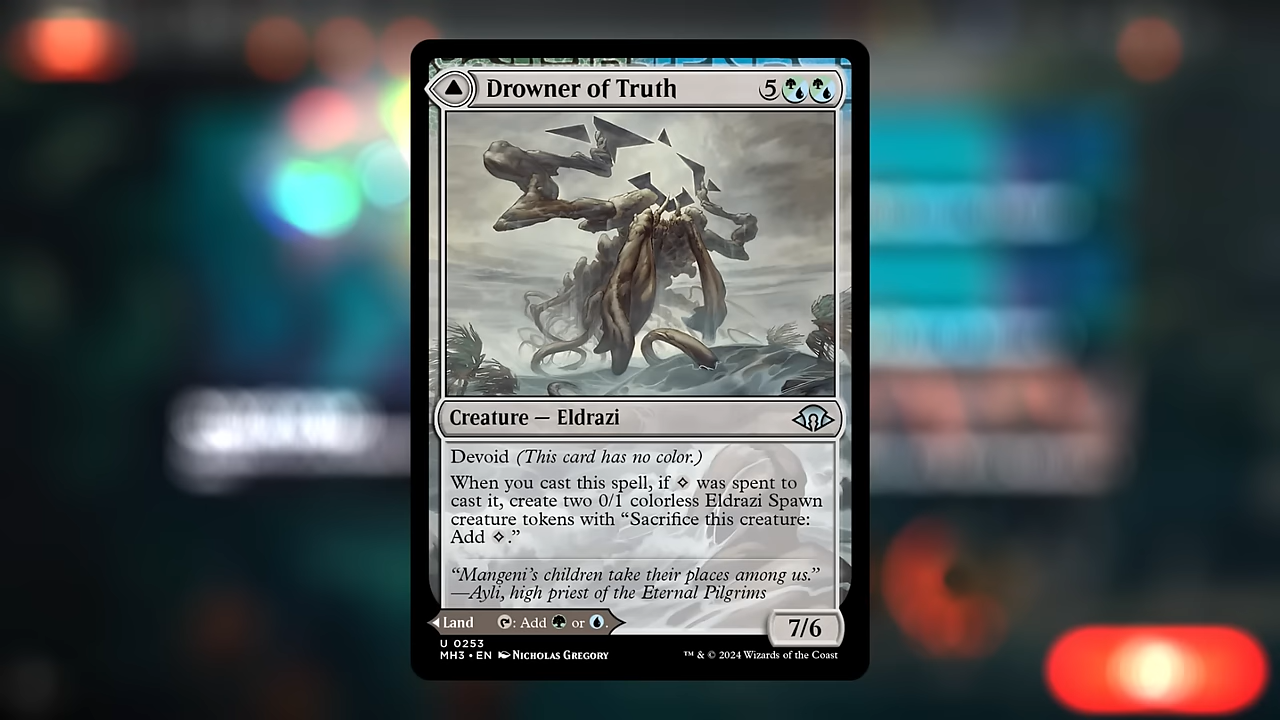 Drowner of Truth 5
Creature — Eldrazi
Devoid (This card has no color.)
When you cast this spell, if was spent to
cast it, create two 0/1 colorless Eldrazi Spawn
creature tokens with “Sacrifice this creature:
Add .”
“Mangeni’s children take their places among us.”
—Ayli, high priest of the Eternal Pilgrims
Land : Add or .
7/6
U 0253
MH3 • EN Nicholas Gregory
™ & © 2024 Wizards of the Coast